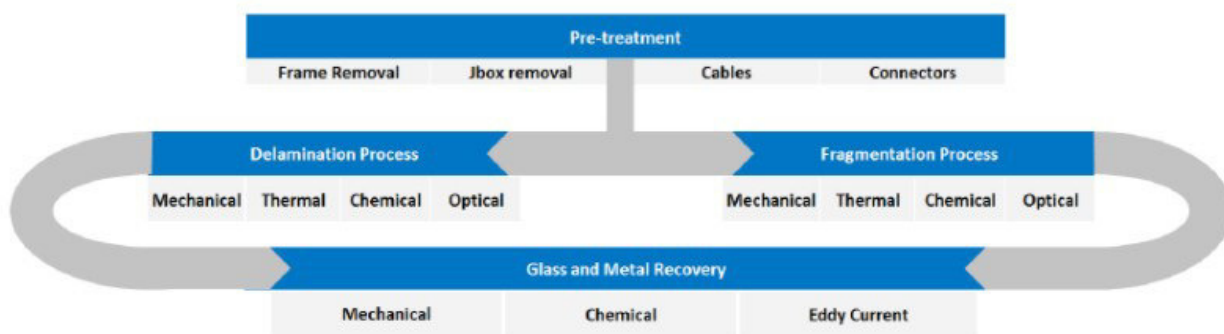 Pre-treatment
Frame Removal Jbox removal Cables Connectors
Delamination Process Fragmentation Process
Mechanical Thermal Chemical Optical Mechanical Thermal Chemical Optical
Glass and Metal Recovery
Mechanical Chemical Eddy Current